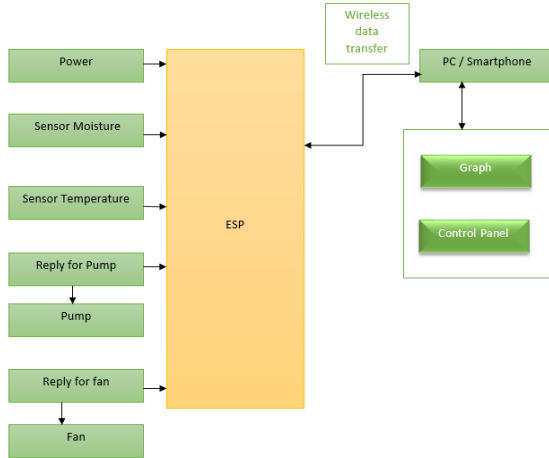 Wireless
data
transfer
Power
PC / Smartphone
Sensor Moisture
Graph
Sensor Temperature
ESP
Control Panel
Reply for Pump
Pump
Reply for fan
Fan